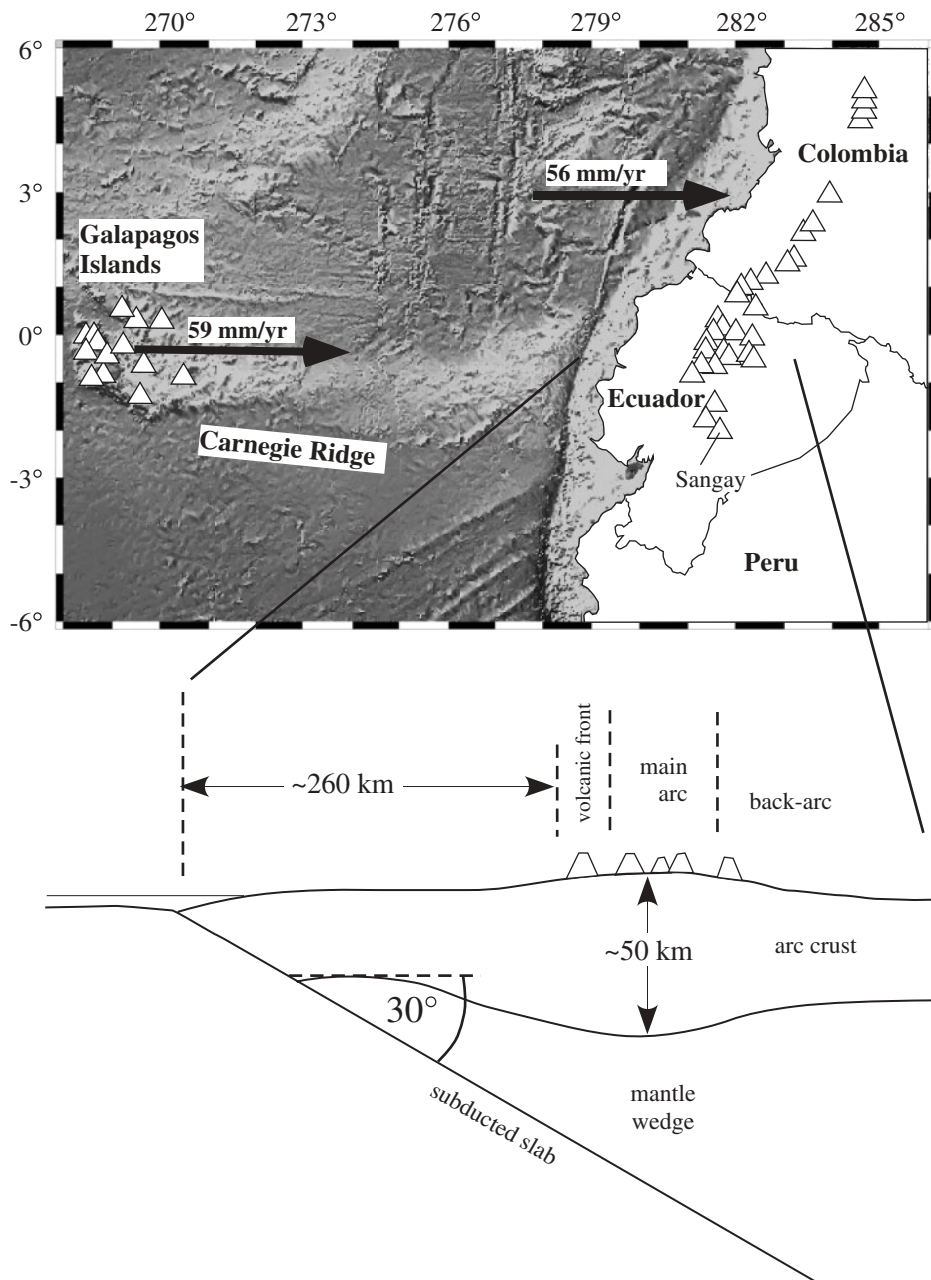 270°
273°
276°
279°
282°
285°
6°
3°
0°
-3°
-6°
56 mm/yr
Colombia
Galapagos
Islands
59 mm/yr
Ecuador
Carnegie Ridge
Sangay
Peru
~260 km
volcanic front
main
arc
back-arc
~50 km
arc crust
30°
mantle
wedge
subducted slab